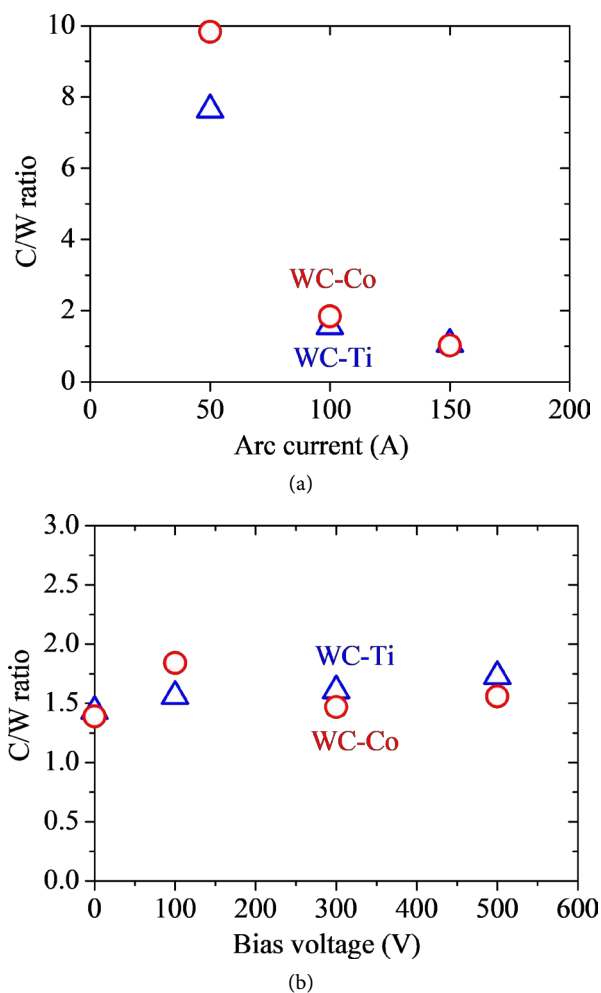 10
8
6
4
2
0
C/W ratio
WC-Co
WC-Ti
0 50 100 150 200
Arc current (A)
(a)
3.0
2.5
2.0
1.5
1.0
0.5
0.0
C/W ratio
WC-Ti
WC-Co
0 100 200 300 400 500 600
Bias voltage (V)
(b)